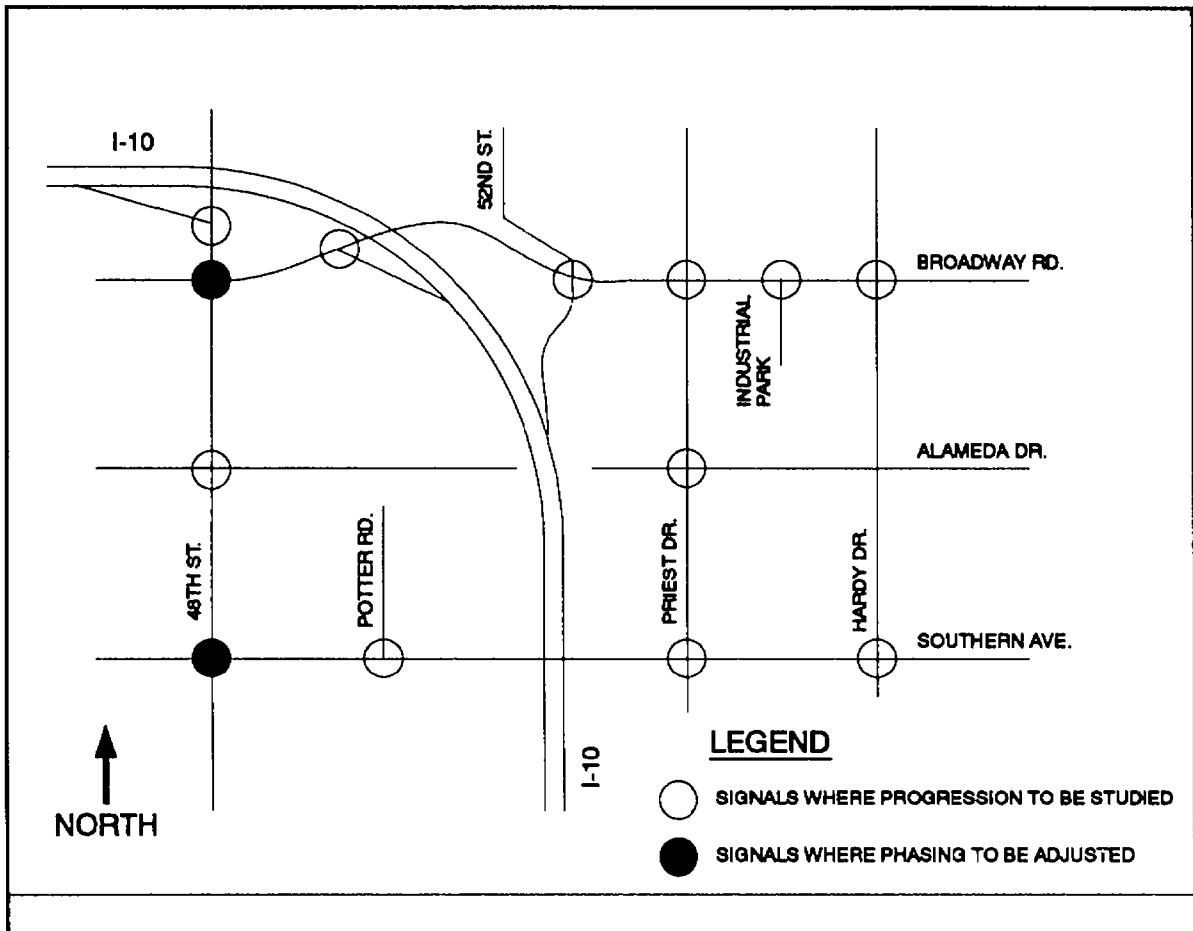 I-10
52ND ST.
BROADWAY RD.
INDUSTRIAL
PARK
ALAMEDA DR.
48TH ST.
POTTER RD.
PRIEST DR.
HARDY DR.
SOUTHERN AVE.
I-10
NORTH
LEGEND
SIGNALS WHERE PROGRESSION TO BE STUDIED
SIGNALS WHERE PHASING TO BE ADJUSTED